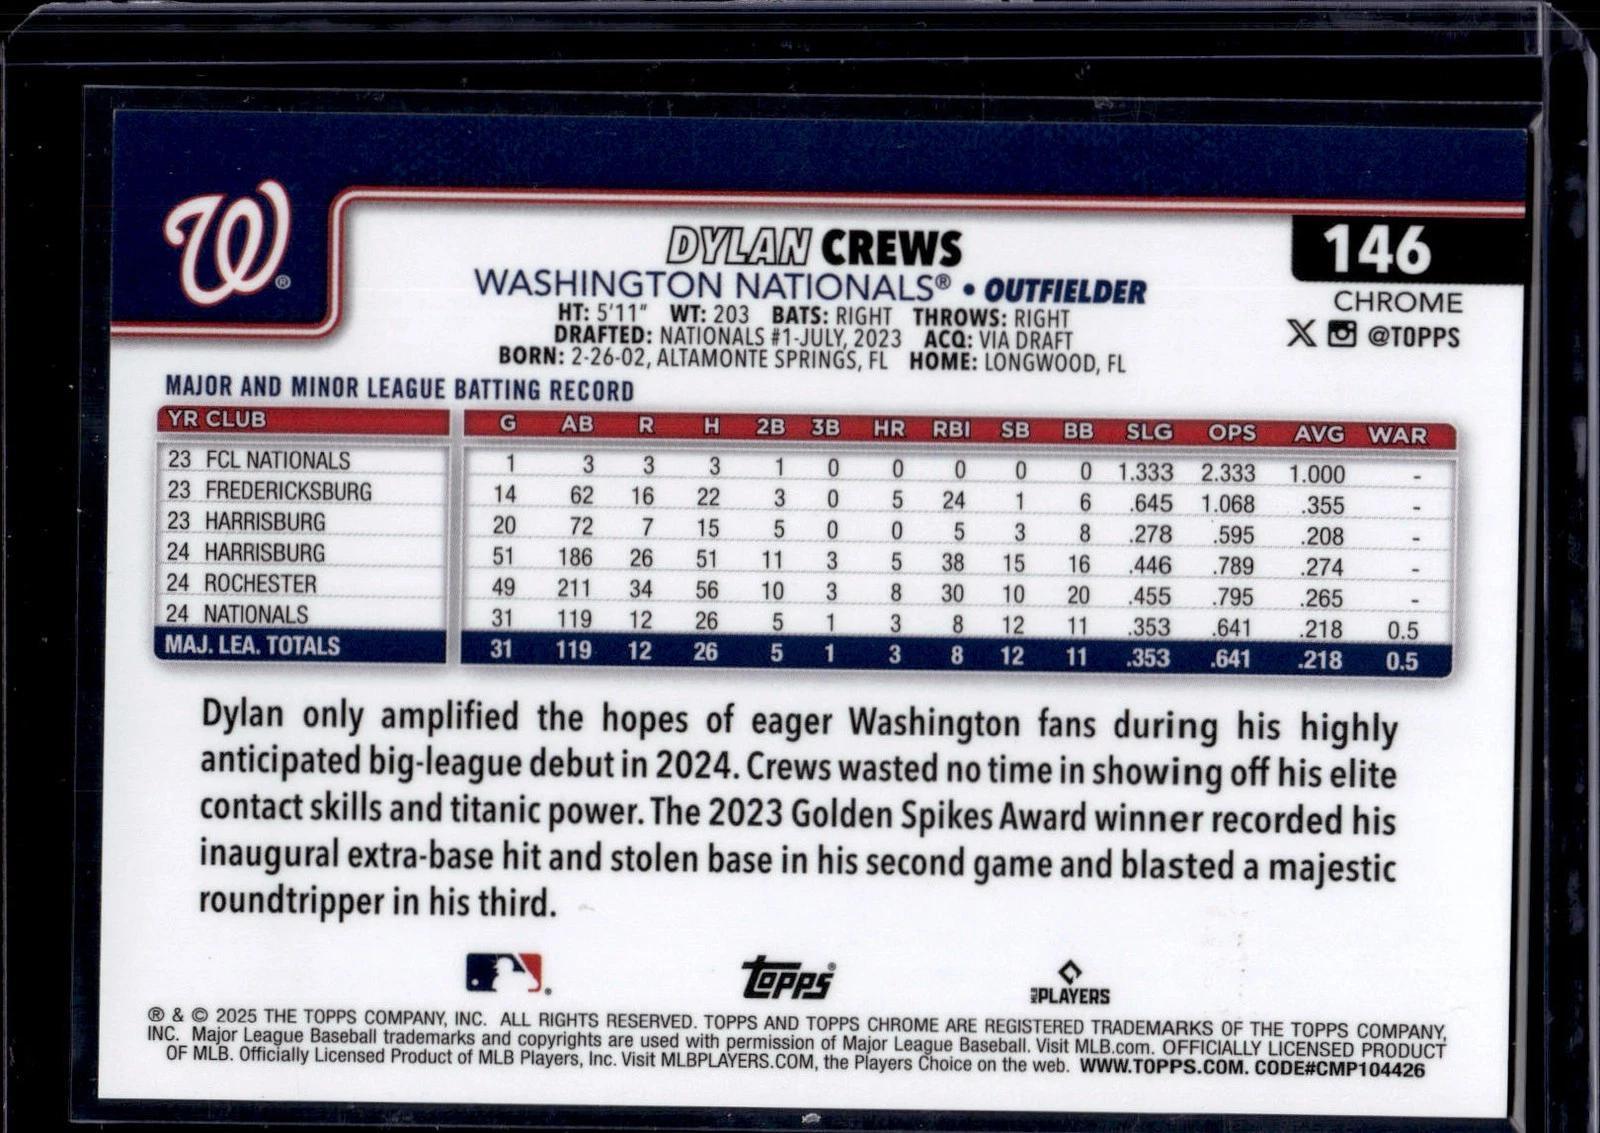 W®
DYLAN CREWS
146
WASHINGTON NATIONALS® • OUTFIELDER
CHROME
HT: 5'11" WT: 203 BATS: RIGHT THROWS: RIGHT
X @TOPPS
DRAFTED: NATIONALS #1-JULY, 2023 ACQ: VIA DRAFT
BORN: 2-26-02, ALTAMONTE SPRINGS, FL HOME: LONGWOOD, FL
MAJOR AND MINOR LEAGUE BATTING RECORD
YR CLUB G AB R H 2B 3B HR RBI SB BB SLG OPS AVG WAR
23 FCL NATIONALS 1 3 3 3 1 0 0 0 0 0 1.333 2.333 1.000 -
23 FREDERICKSBURG 14 62 16 22 3 0 5 24 1 6 .645 1.068 .355 -
23 HARRISBURG 20 72 7 15 5 0 0 5 3 8 .278 .595 .208 -
24 HARRISBURG 51 186 26 51 11 3 5 38 15 16 .446 .789 .274 -
24 ROCHESTER 49 211 34 56 10 3 8 30 10 20 .455 .795 .265 -
24 NATIONALS 31 119 12 26 5 1 3 8 12 11 .353 .641 .218 0.5
MAJ. LEA. TOTALS 31 119 12 26 5 1 3 8 12 11 .353 .641 .218 0.5
Dylan only amplified the hopes of eager Washington fans during his highly
anticipated big-league debut in 2024. Crews wasted no time in showing off his elite
contact skills and titanic power. The 2023 Golden Spikes Award winner recorded his
inaugural extra-base hit and stolen base in his second game and blasted a majestic
roundtripper in his third.
Topps®
MLB PLAYERS
® & © 2025 THE TOPPS COMPANY, INC. ALL RIGHTS RESERVED. TOPPS AND TOPPS CHROME ARE REGISTERED TRADEMARKS OF THE TOPPS COMPANY,
INC. Major League Baseball trademarks and copyrights are used with permission of Major League Baseball. Visit MLB.com. OFFICIALLY LICENSED PRODUCT
OF MLB. Officially Licensed Product of MLB Players, Inc. Visit MLBPLAYERS.COM, the Players Choice on the web. WWW.TOPPS.COM. CODE#CMP104426